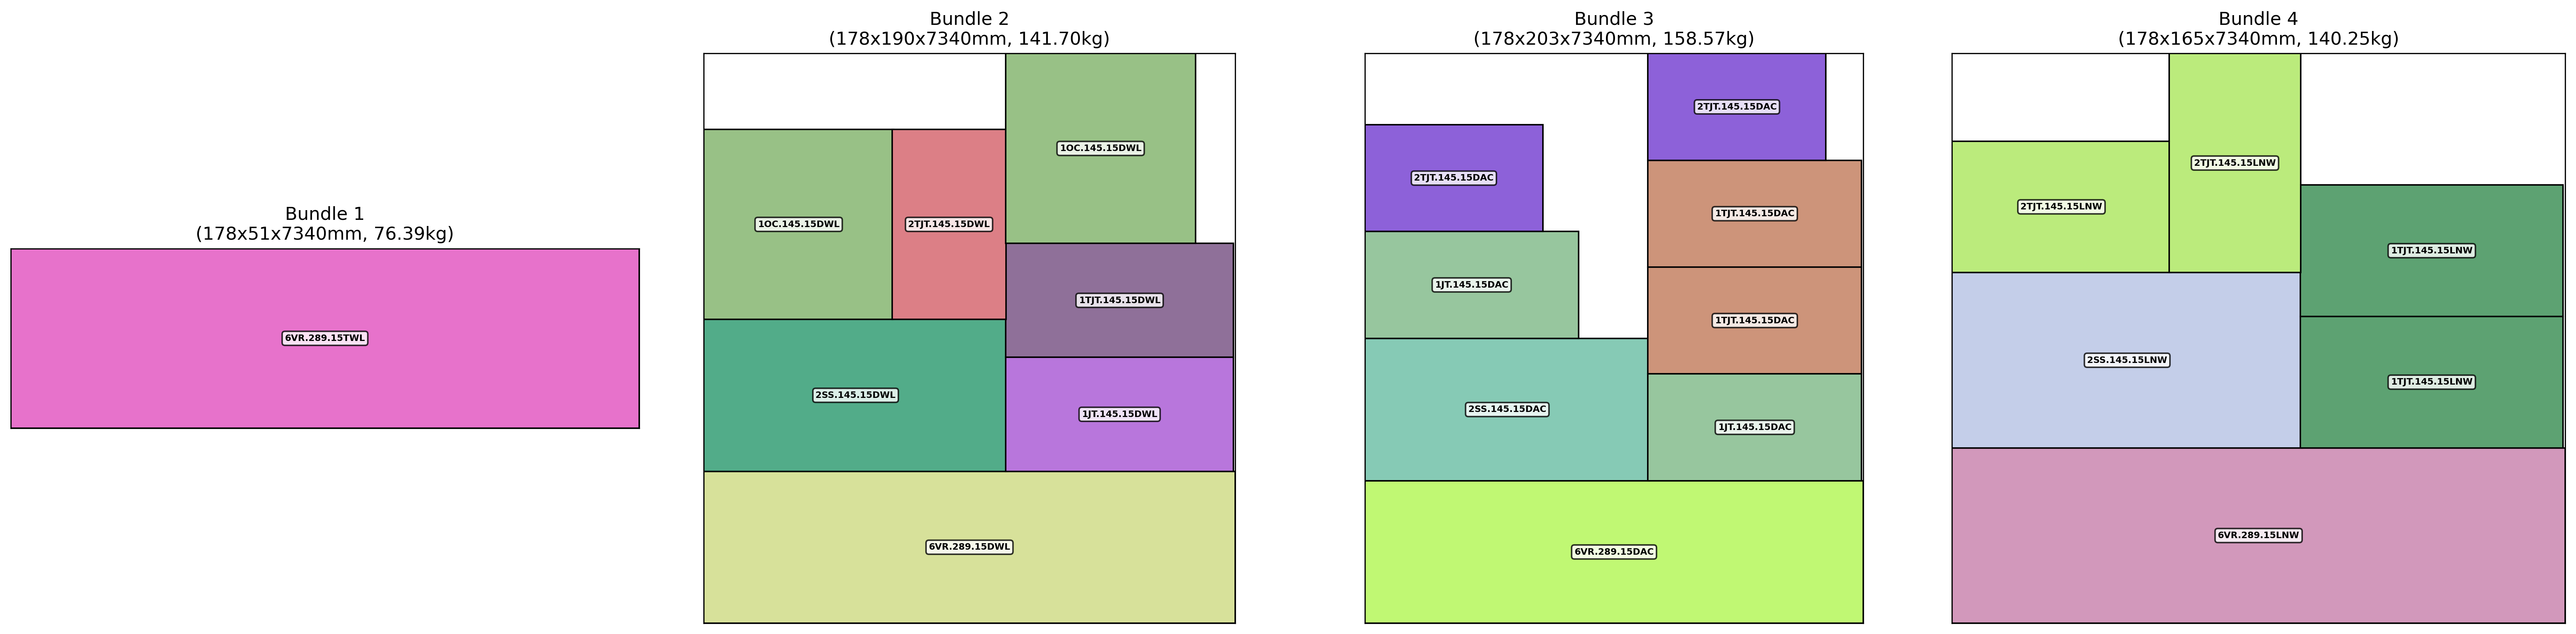 Bundle 1
(178x51x7340mm, 76.39kg)
6VR.289.15TWL
Bundle 2
(178x190x7340mm, 141.70kg)
1OC.145.15DWL
1OC.145.15DWL
2TJT.145.15DWL
1TJT.145.15DWL
2SS.145.15DWL
1JT.145.15DWL
6VR.289.15DWL
Bundle 3
(178x203x7340mm, 158.57kg)
2TJT.145.15DAC
2TJT.145.15DAC
1TJT.145.15DAC
1JT.145.15DAC
1TJT.145.15DAC
2SS.145.15DAC
1JT.145.15DAC
6VR.289.15DAC
Bundle 4
(178x165x7340mm, 140.25kg)
2TJT.145.15LNW
2TJT.145.15LNW
1TJT.145.15LNW
2SS.145.15LNW
1TJT.145.15LNW
6VR.289.15LNW